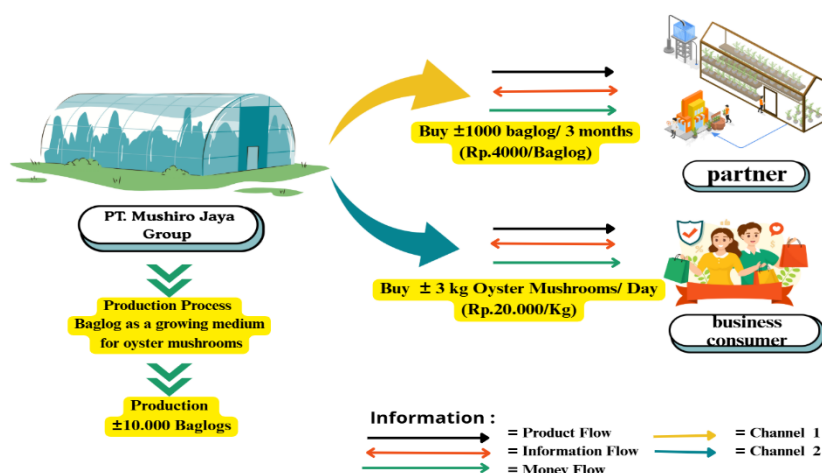 Buy ±1000 baglog/ 3 months
(Rp.4000/Baglog)
partner
PT. Mushiro Jaya
Group
Buy ± 3 kg Oyster Mushrooms/ Day
(Rp.20.000/Kg)
business
consumer
Production Process
Baglog as a growing medium
for oyster mushrooms
Production
±10.000 Baglogs
Information :
= Product Flow
= Information Flow
= Money Flow
= Channel 1
= Channel 2